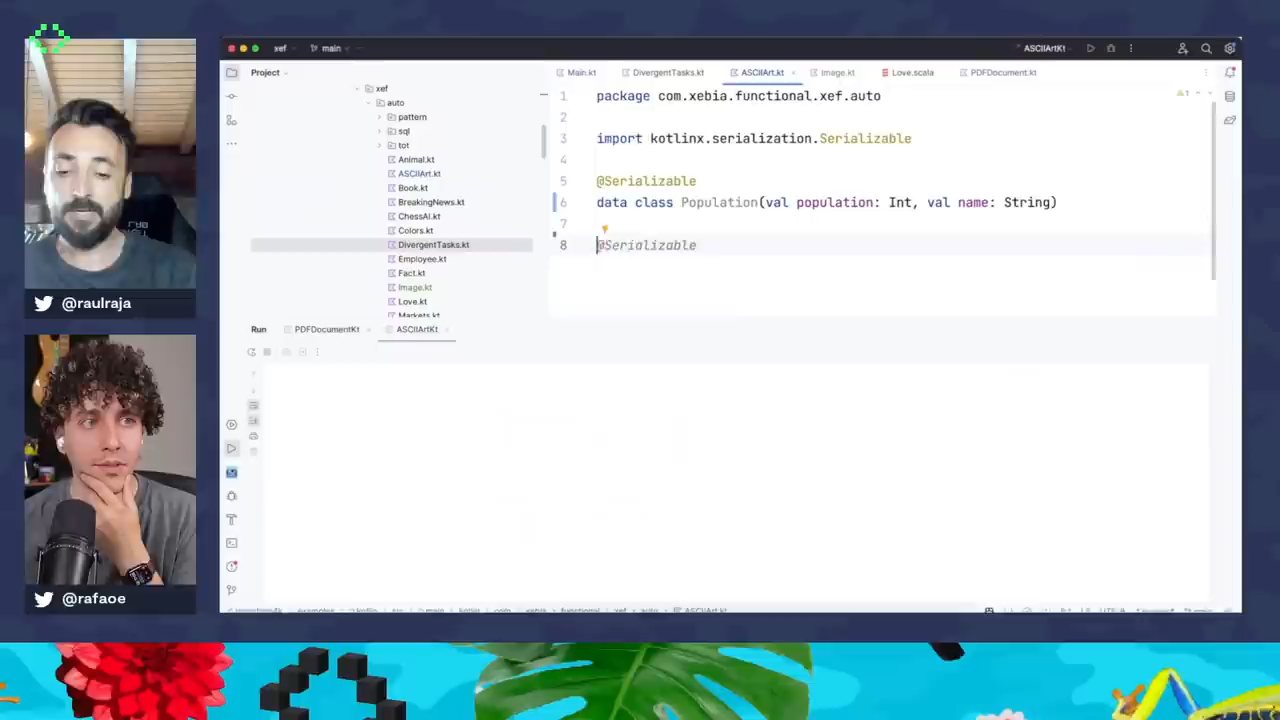 @raulraja
@rafaoe
xef
main
ASCIIArtKt
Project
Main.kt
DivergentTasks.kt
ASCIIArt.kt
Image.kt
Love.scala
PDFDocument.kt
xef
auto
pattern
sql
tot
Animal.kt
ASCIIArt.kt
Book.kt
BreakingNews.kt
ChessAI.kt
Colors.kt
DivergentTasks.kt
Employee.kt
Fact.kt
Image.kt
Love.kt
Markets.kt
1 package com.xebia.functional.xef.auto
2
3 import kotlinx.serialization.Serializable
4
5 @Serializable
6 data class Population(val population: Int, val name: String)
7
8 @Serializable
1
Run
PDFDocumentKt
ASCIIArtKt